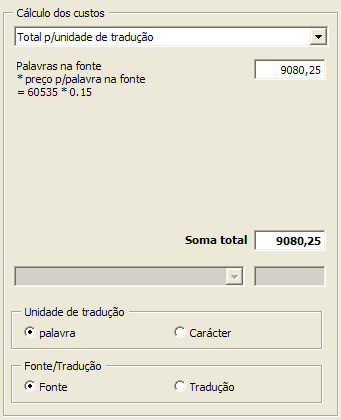 Cálculo dos custos
Total p/unidade de tradução
Palavras na fonte
9080,25
* preço p/palavra na fonte
= 60535 * 0.15
Soma total 9080,25
Unidade de tradução
palavra Carácter
Fonte/Tradução
Fonte Tradução